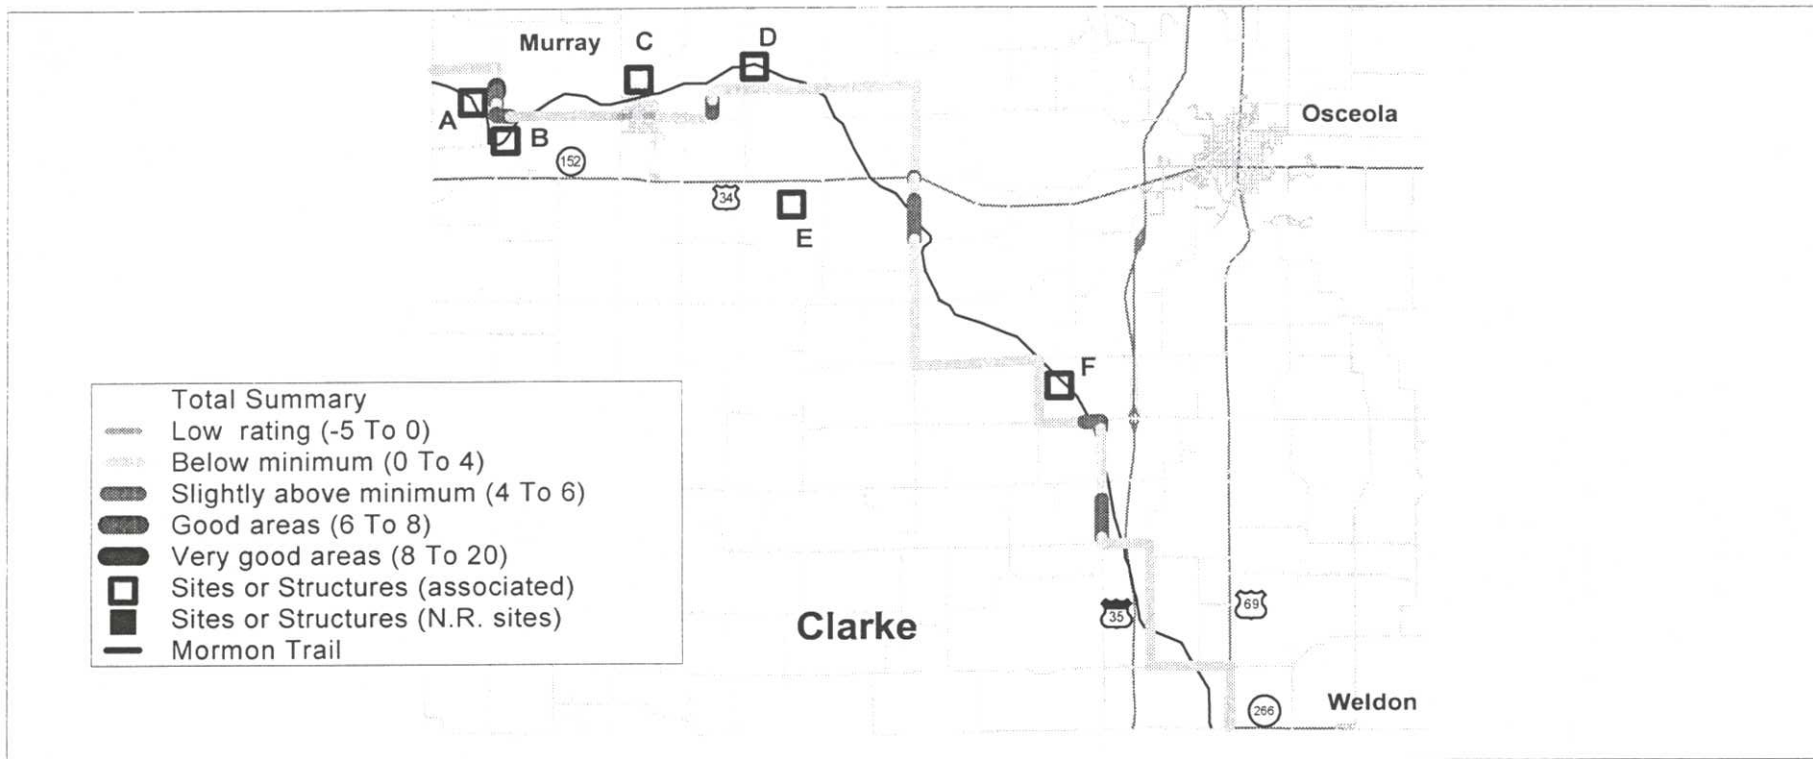 Murray
C
D
A
B
152
34
E
Osceola
F
Total Summary
Low rating (-5 To 0)
Below minimum (0 To 4)
Slightly above minimum (4 To 6)
Good areas (6 To 8)
Very good areas (8 To 20)
Sites or Structures (associated)
Sites or Structures (N.R. sites)
Mormon Trail
Clarke
35
69
Weldon
266